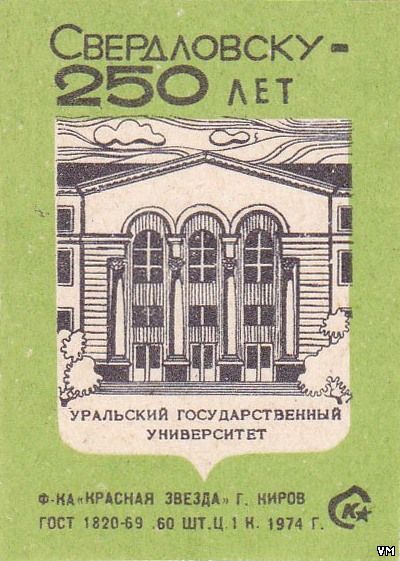 СВЕРДЛОВСКУ-
250 ЛЕТ
УРАЛЬСКИЙ ГОСУДАРСТВЕННЫЙ
УНИВЕРСИТЕТ
Ф-КА «КРАСНАЯ ЗВЕЗДА» Г. КИРОВ
ГОСТ 1820-69 .60 ШТ.Ц.1 К. 1974 Г.
VM